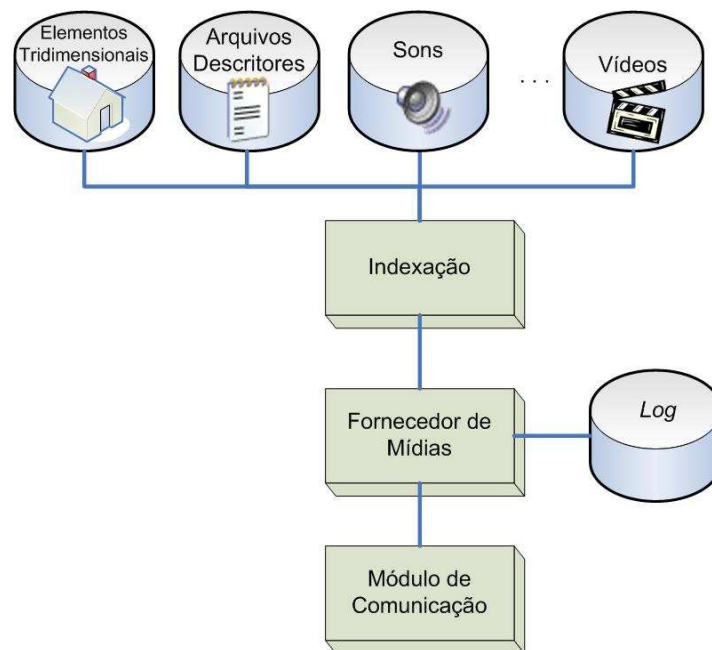 Elementos
Tridimensionais
Arquivos
Descritores
Sons
. . .
Vídeos
Indexação
Fornecedor de
Mídias
Log
Módulo de
Comunicação